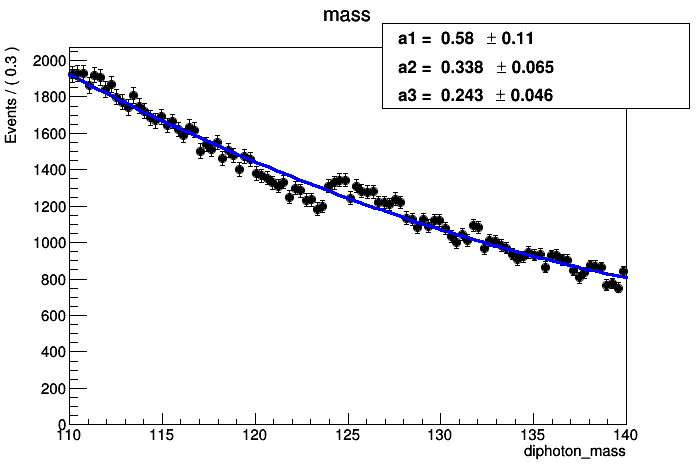 mass
a1 = 0.58 ± 0.11
a2 = 0.338 ± 0.065
a3 = 0.243 ± 0.046
Events / ( 0.3 )
2000
1800
1600
1400
1200
1000
800
600
400
200
0
110 115 120 125 130 135 140
diphoton_mass